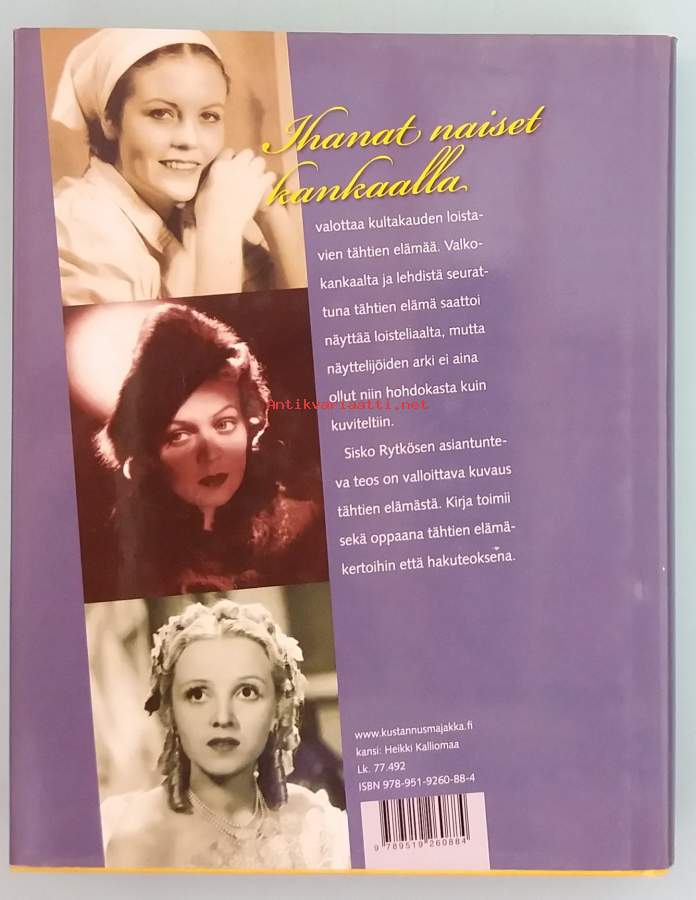 Ihanat naiset
kankaalla
valottaa kultakauden loista-
vien tähtien elämää. Valko-
kankaalta ja lehdistä seurat-
tuna tähtien elämä saattoi
näyttää loisteliaalta, mutta
näyttelijöiden arki ei aina
ollut niin hohdokasta kuin
Antikvariaatti.net
kuviteltiin.
Sisko Rytkösen asiantunte-
va teos on valloittava kuvaus
tähtien elämästä. Kirja toimii
sekä oppaana tähtien elämä-
kertoihin että hakuteoksena.
www.kustannusmajakka.fi
kansi: Heikki Kalliomaa
Lk. 77.492
ISBN 978-951-9260-88-4
9 789519 260884